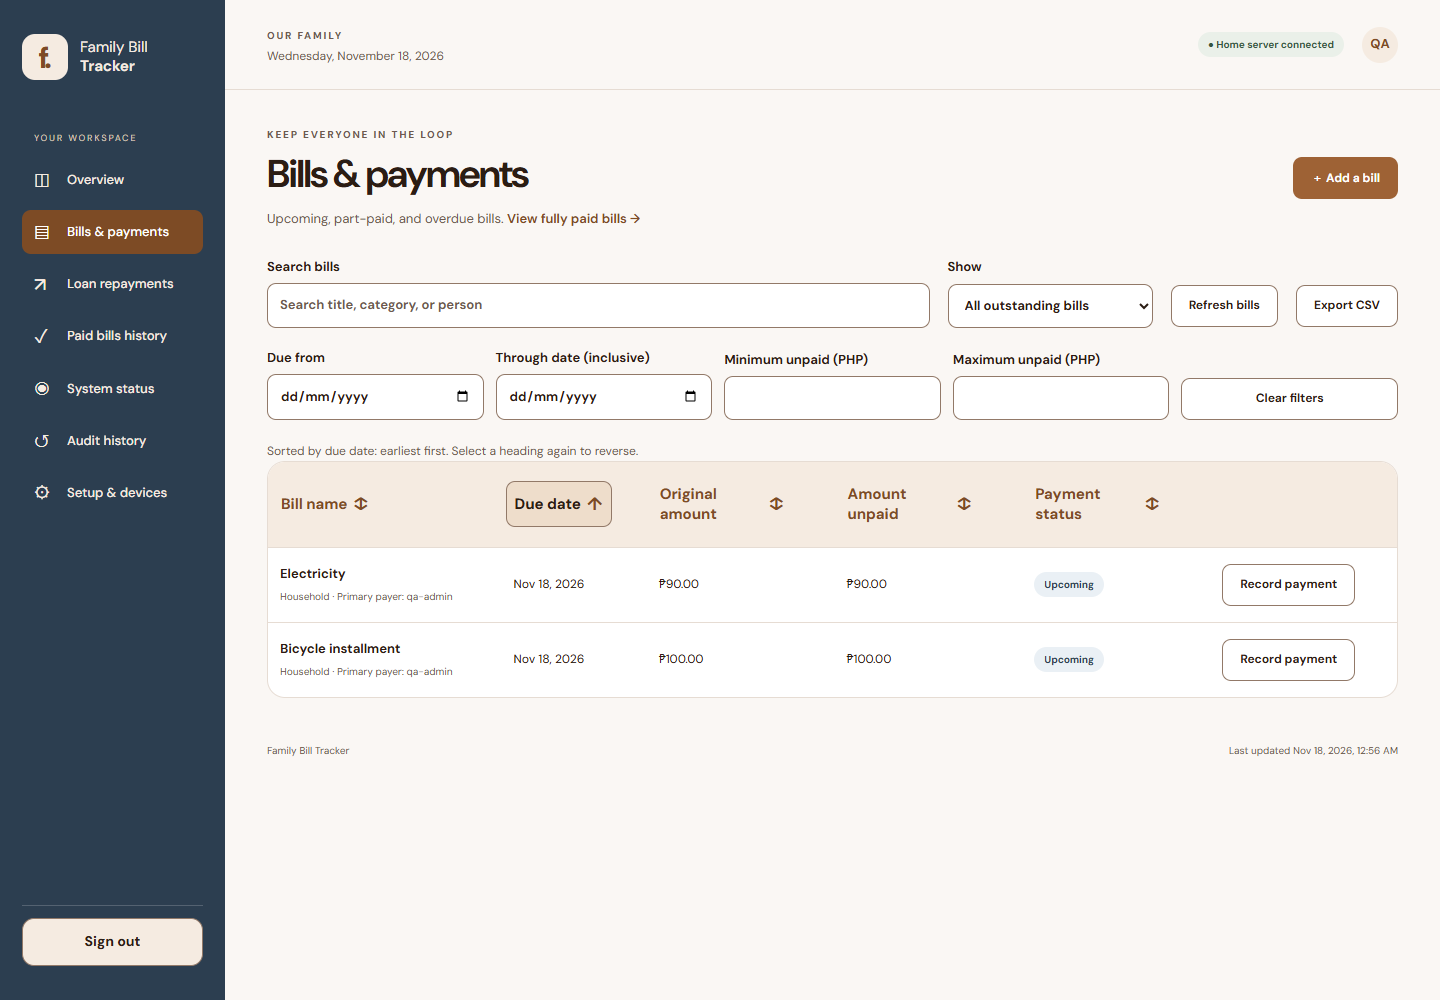 f.
Family Bill
Tracker
YOUR WORKSPACE
Overview
Bills & payments
Loan repayments
Paid bills history
System status
Audit history
Setup & devices
Sign out
OUR FAMILY
Wednesday, November 18, 2026
● Home server connected
QA
KEEP EVERYONE IN THE LOOP
Bills & payments
+ Add a bill
Upcoming, part-paid, and overdue bills. View fully paid bills →
Search bills
Search title, category, or person
Show
All outstanding bills
Refresh bills
Export CSV
Due from
dd/mm/yyyy
Through date (inclusive)
dd/mm/yyyy
Minimum unpaid (PHP)
Maximum unpaid (PHP)
Clear filters
Sorted by due date: earliest first. Select a heading again to reverse.
Bill name
Due date ↑
Original
amount
Amount
unpaid
Payment
status
Electricity
Household · Primary payer: qa-admin
Nov 18, 2026
₱90.00
₱90.00
Upcoming
Record payment
Bicycle installment
Household · Primary payer: qa-admin
Nov 18, 2026
₱100.00
₱100.00
Upcoming
Record payment
Family Bill Tracker
Last updated Nov 18, 2026, 12:56 AM